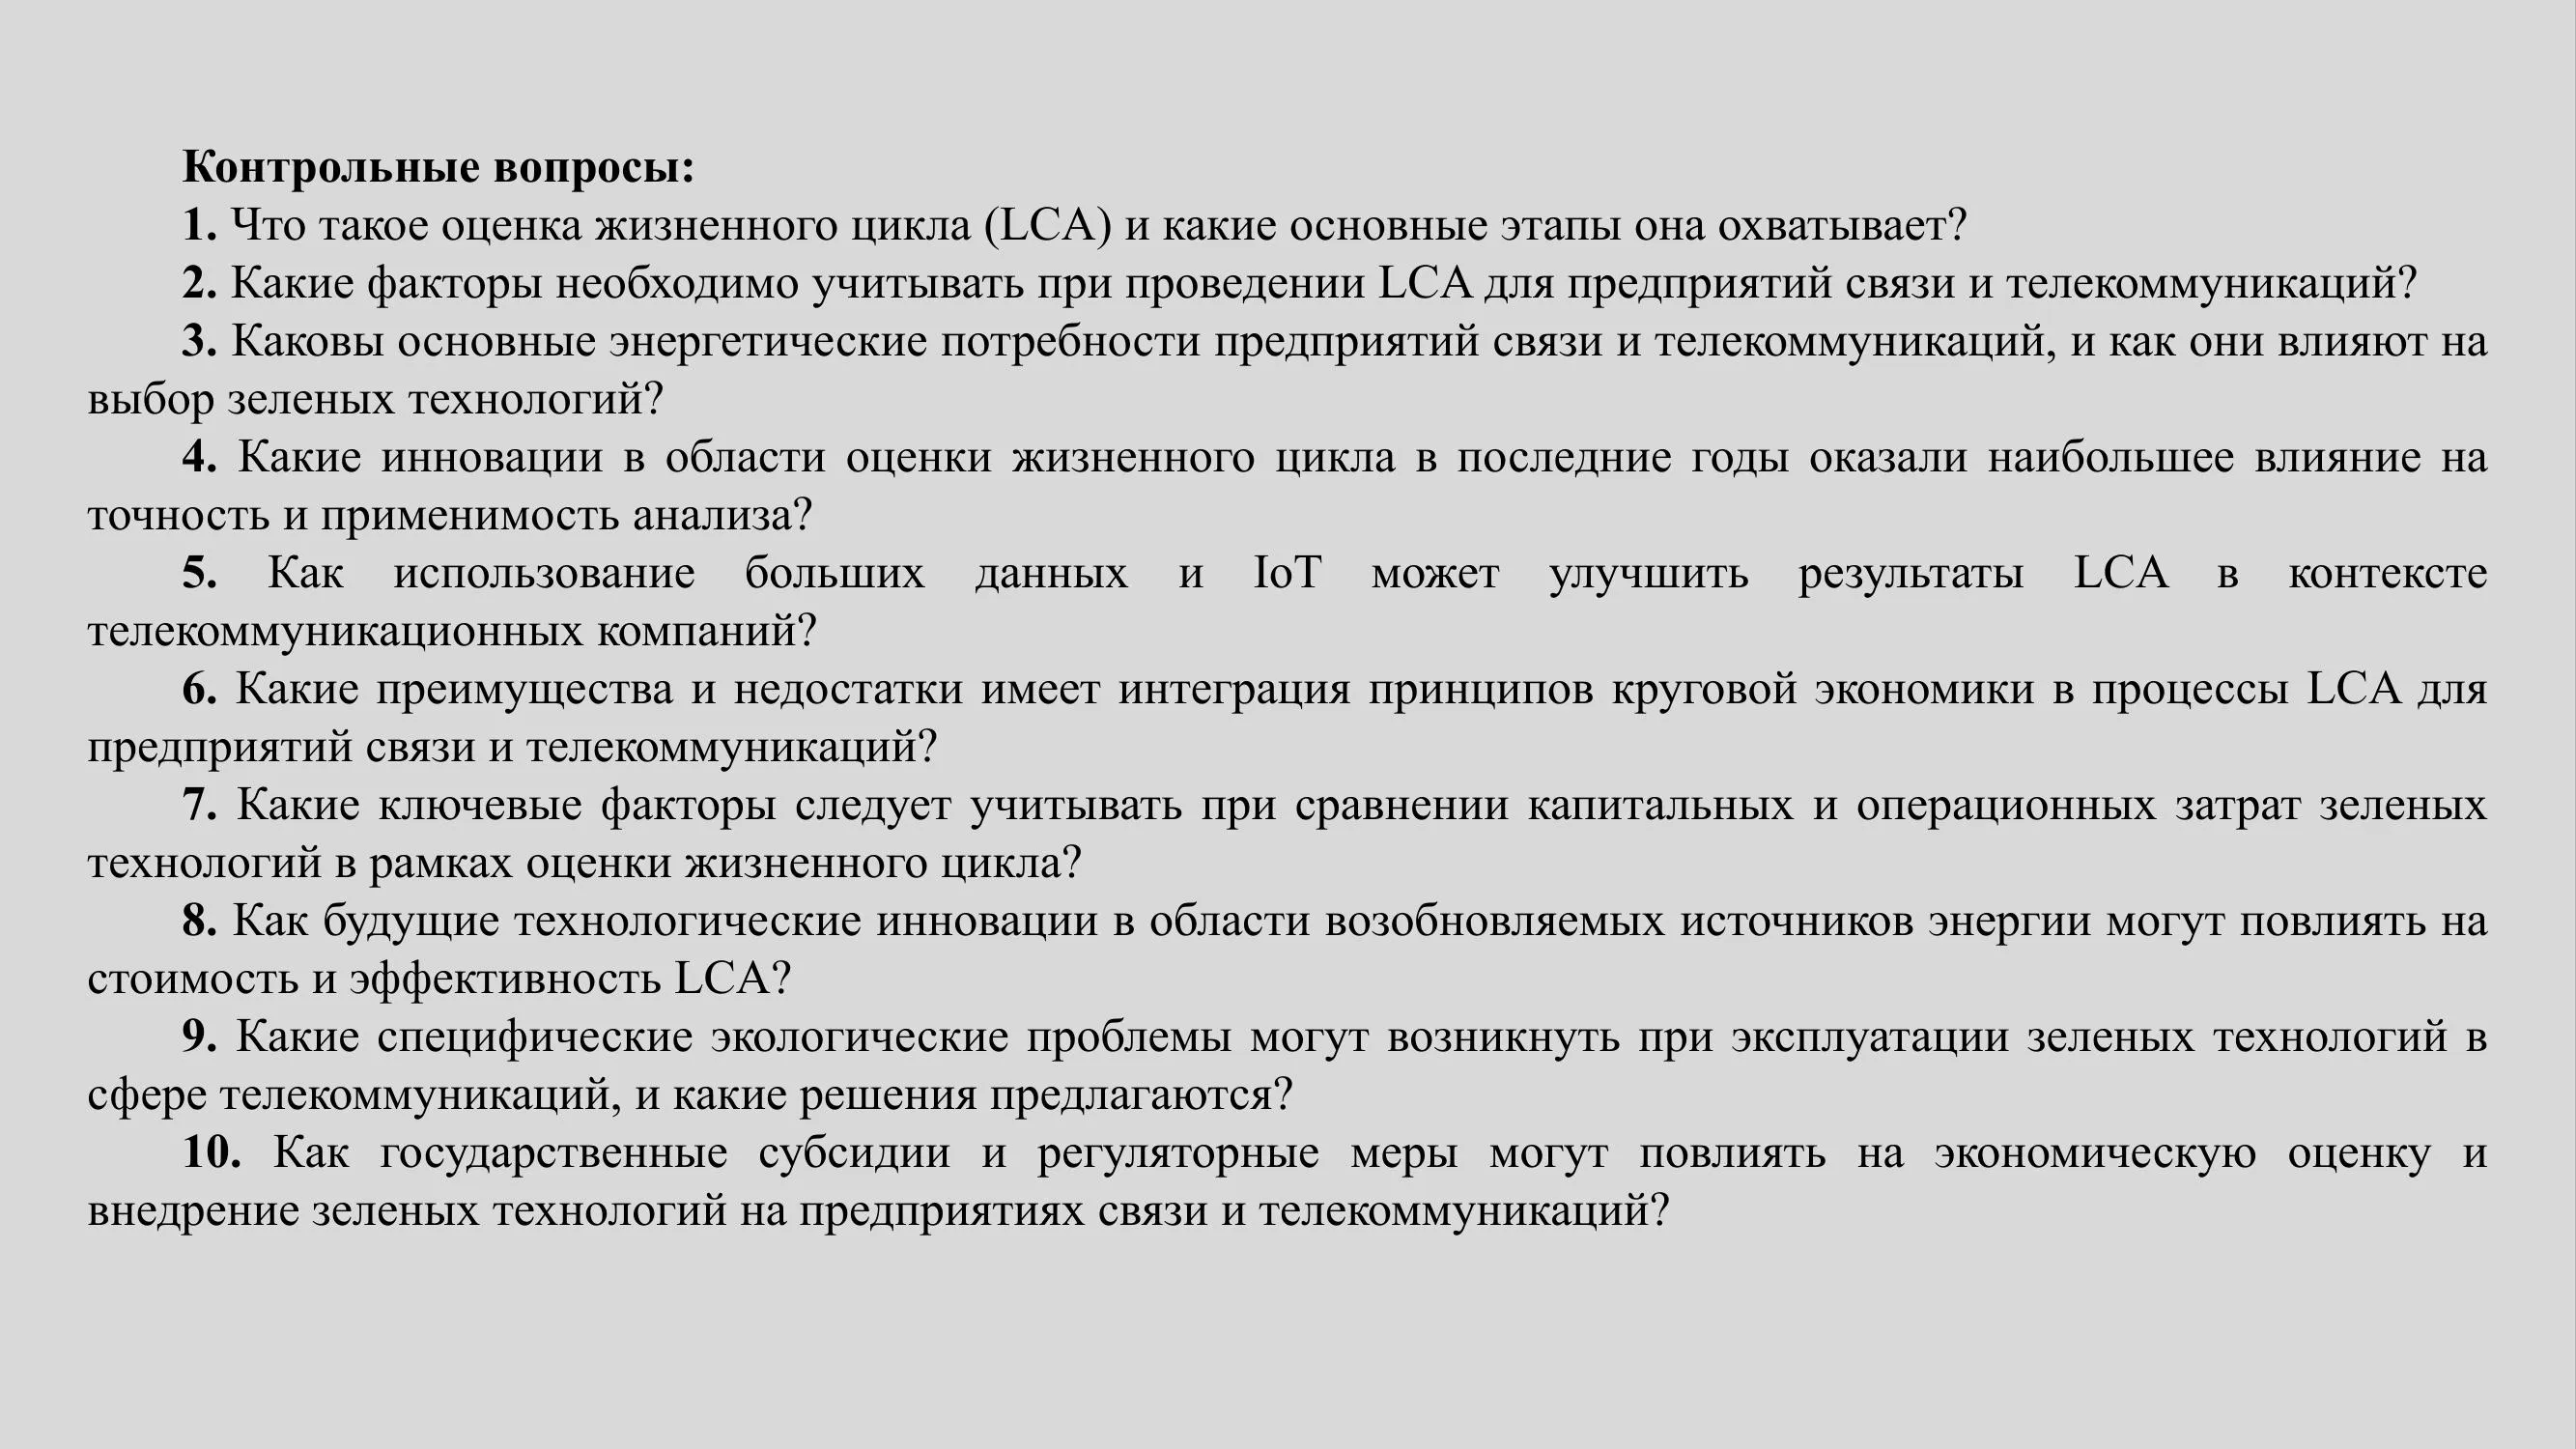 Контрольные вопросы:
1. Что такое оценка жизненного цикла (LCA) и какие основные этапы она охватывает?
2. Какие факторы необходимо учитывать при проведении LCA для предприятий связи и телекоммуникаций?
3. Каковы основные энергетические потребности предприятий связи и телекоммуникаций, и как они влияют на
выбор зеленых технологий?
4. Какие инновации в области оценки жизненного цикла в последние годы оказали наибольшее влияние на
точность и применимость анализа?
5. Как использование больших данных и IoT может улучшить результаты LCA в контексте
телекоммуникационных компаний?
6. Какие преимущества и недостатки имеет интеграция принципов круговой экономики в процессы LCA для
предприятий связи и телекоммуникаций?
7. Какие ключевые факторы следует учитывать при сравнении капитальных и операционных затрат зеленых
технологий в рамках оценки жизненного цикла?
8. Как будущие технологические инновации в области возобновляемых источников энергии могут повлиять на
стоимость и эффективность LCA?
9. Какие специфические экологические проблемы могут возникнуть при эксплуатации зеленых технологий в
сфере телекоммуникаций, и какие решения предлагаются?
10. Как государственные субсидии и регуляторные меры могут повлиять на экономическую оценку и
внедрение зеленых технологий на предприятиях связи и телекоммуникаций?